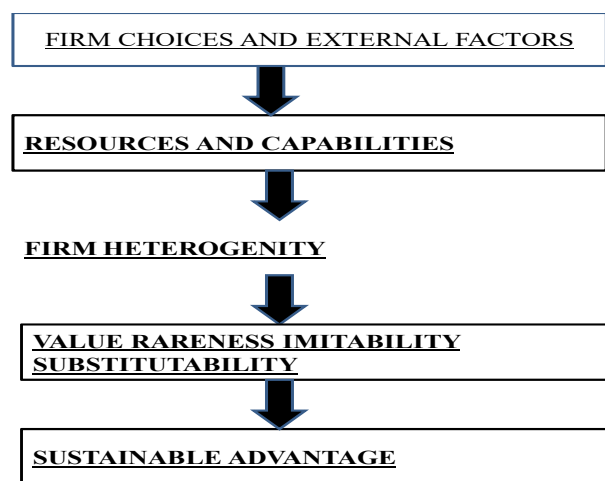 FIRM CHOICES AND EXTERNAL FACTORS
RESOURCES AND CAPABILITIES
FIRM HETEROGENITY
VALUE RARENESS IMITABILITY
SUBSTITUTABILITY
SUSTAINABLE ADVANTAGE